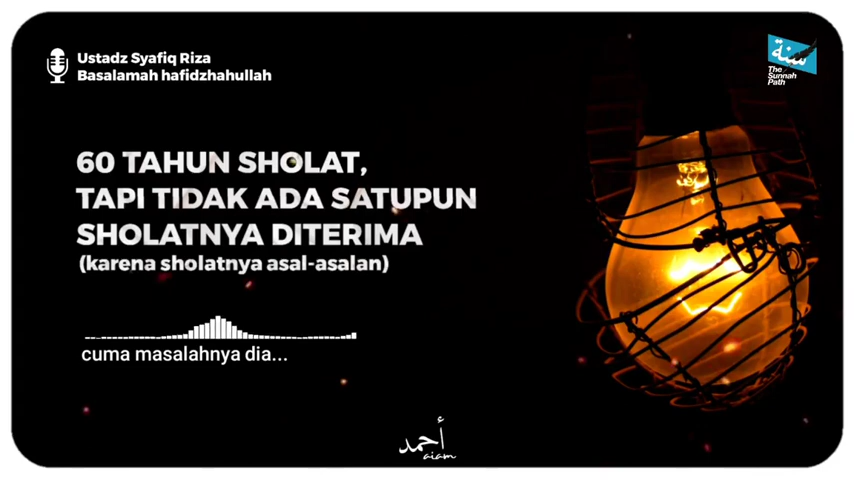 Ustadz Syafiq Riza
Basalamah hafidzhahullah
سنة
The
Sunnah
Path
60 TAHUN SHOLAT,
TAPI TIDAK ADA SATUPUN
SHOLATNYA DITERIMA
(karena sholatnya asal-asalan)
cuma masalahnya dia...
أحمد
aiam